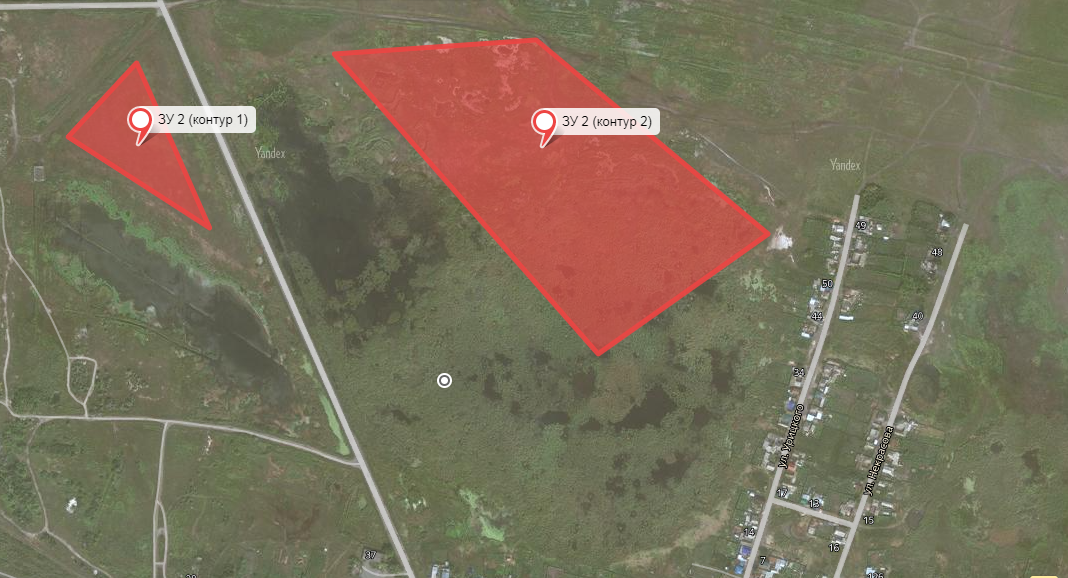 ЗУ 2 (контур 1)
ЗУ 2 (контур 2)
Yandex
Yandex
49
48
50
44
40
34
ул. Урицкого
ул. Некрасова
17
13
15
14
16
7
37